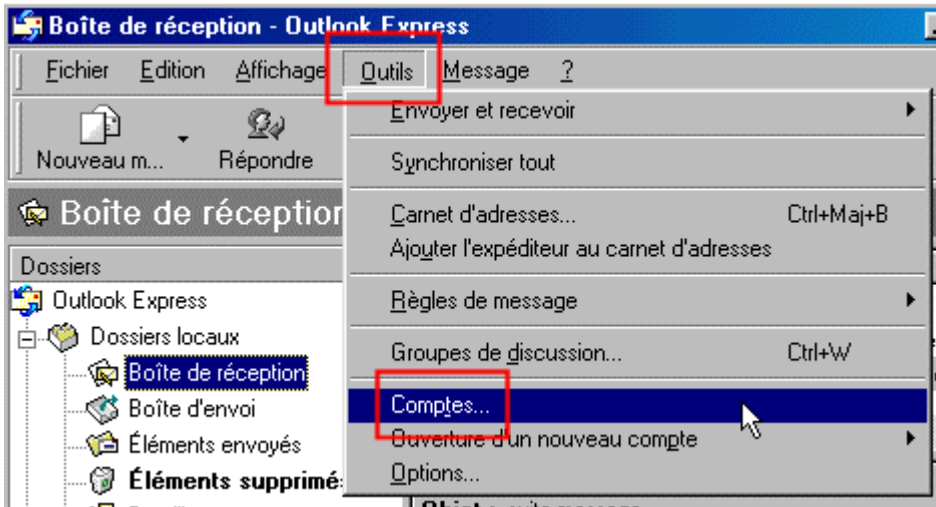 Boîte de réception - Outlook Express
Fichier Edition Affichage Outils Message ?
Nouveau m... Répondre
Envoyer et recevoir
Synchroniser tout
Boîte de réception
Carnet d'adresses... Ctrl+Maj+B
Ajouter l'expéditeur au carnet d'adresses
Dossiers
Outlook Express
Règles de message
Dossiers locaux
Groupes de discussion... Ctrl+W
Boîte de réception
Boîte d'envoi
Comptes...
Éléments envoyés
Ouverture d'un nouveau compte
Éléments supprimé
Options...